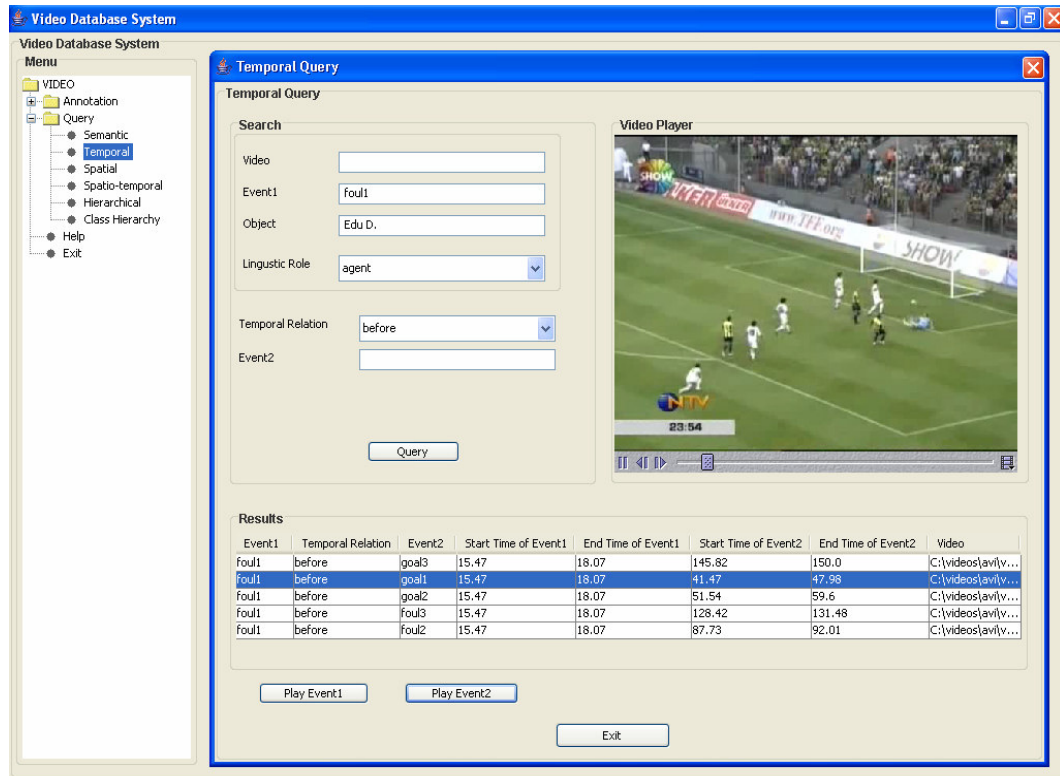 Video Database System
Video Database System
Menu
VIDEO
Annotation
Query
Semantic
Temporal
Spatial
Spatio-temporal
Hierarchical
Class Hierarchy
Help
Exit
Temporal Query
Temporal Query
Search
Video
Event1 foul1
Object Edu D.
Lingustic Role agent
Temporal Relation before
Event2
Query
Video Player
SHOW
ÜLKER ÜLKER
www.TFF.org
SHOW
NTV
23:54
Results
Event1 Temporal Relation Event2 Start Time of Event1 End Time of Event1 Start Time of Event2 End Time of Event2 Video
foul1 before goal3 15.47 18.07 145.82 150.0 C:\videos\avi\v...
foul1 before goal1 15.47 18.07 41.47 47.98 C:\videos\avi\v...
foul1 before goal2 15.47 18.07 51.54 59.6 C:\videos\avi\v...
foul1 before foul3 15.47 18.07 128.42 131.48 C:\videos\avi\v...
foul1 before foul2 15.47 18.07 87.73 92.01 C:\videos\avi\v...
Play Event1 Play Event2
Exit